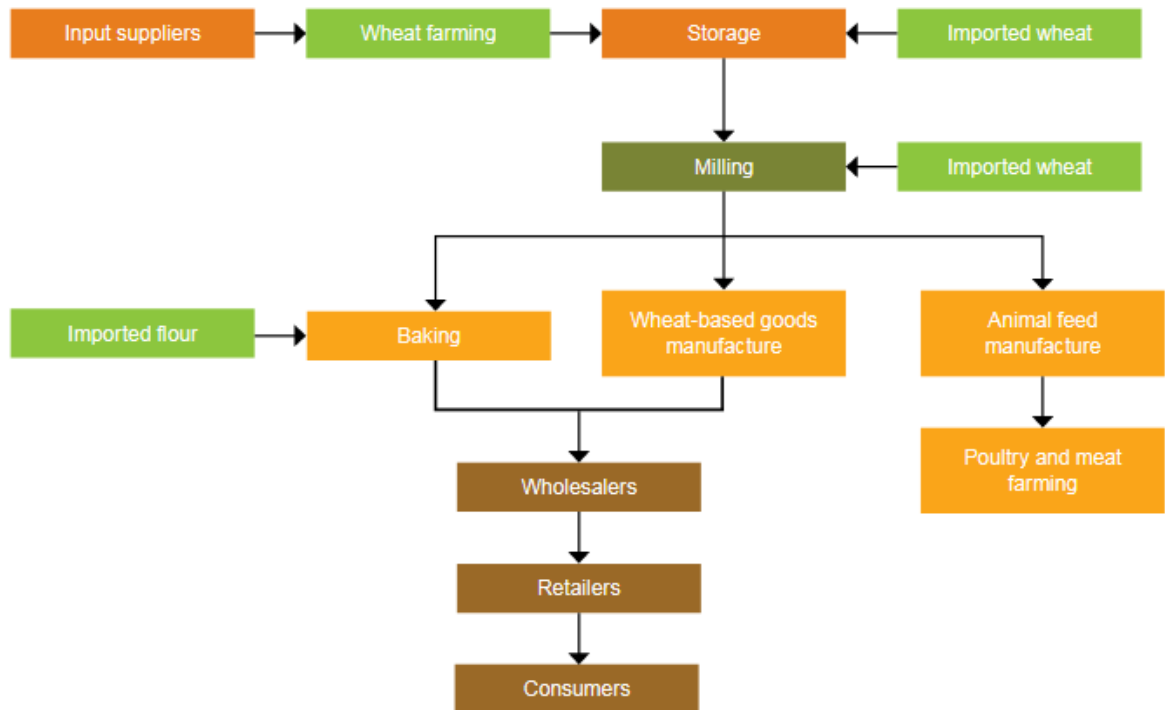 Input suppliers
Wheat farming
Storage
Imported wheat
Milling
Imported wheat
Imported flour
Baking
Wheat-based goods
manufacture
Animal feed
manufacture
Poultry and meat
farming
Wholesalers
Retailers
Consumers